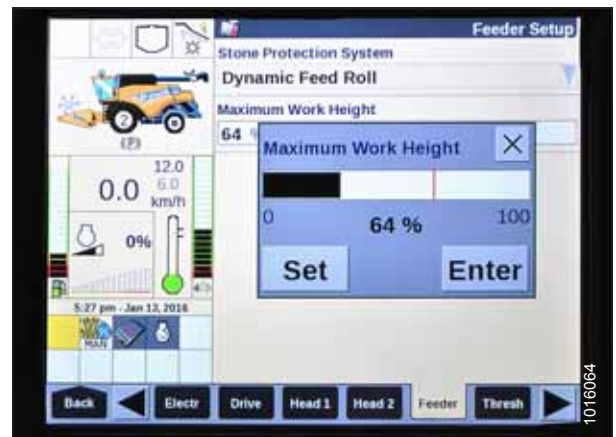 Feeder Setup
Stone Protection System
Dynamic Feed Roll
Maximum Work Height
64 %
Maximum Work Height
0
64 %
100
Set
Enter
2
(P)
12.0
6.0
0.0
km/h
0%
5:27 pm - Jan 12, 2016
MAN
Back
Electr
Drive
Head 1
Head 2
Feeder
Thresh
1016064